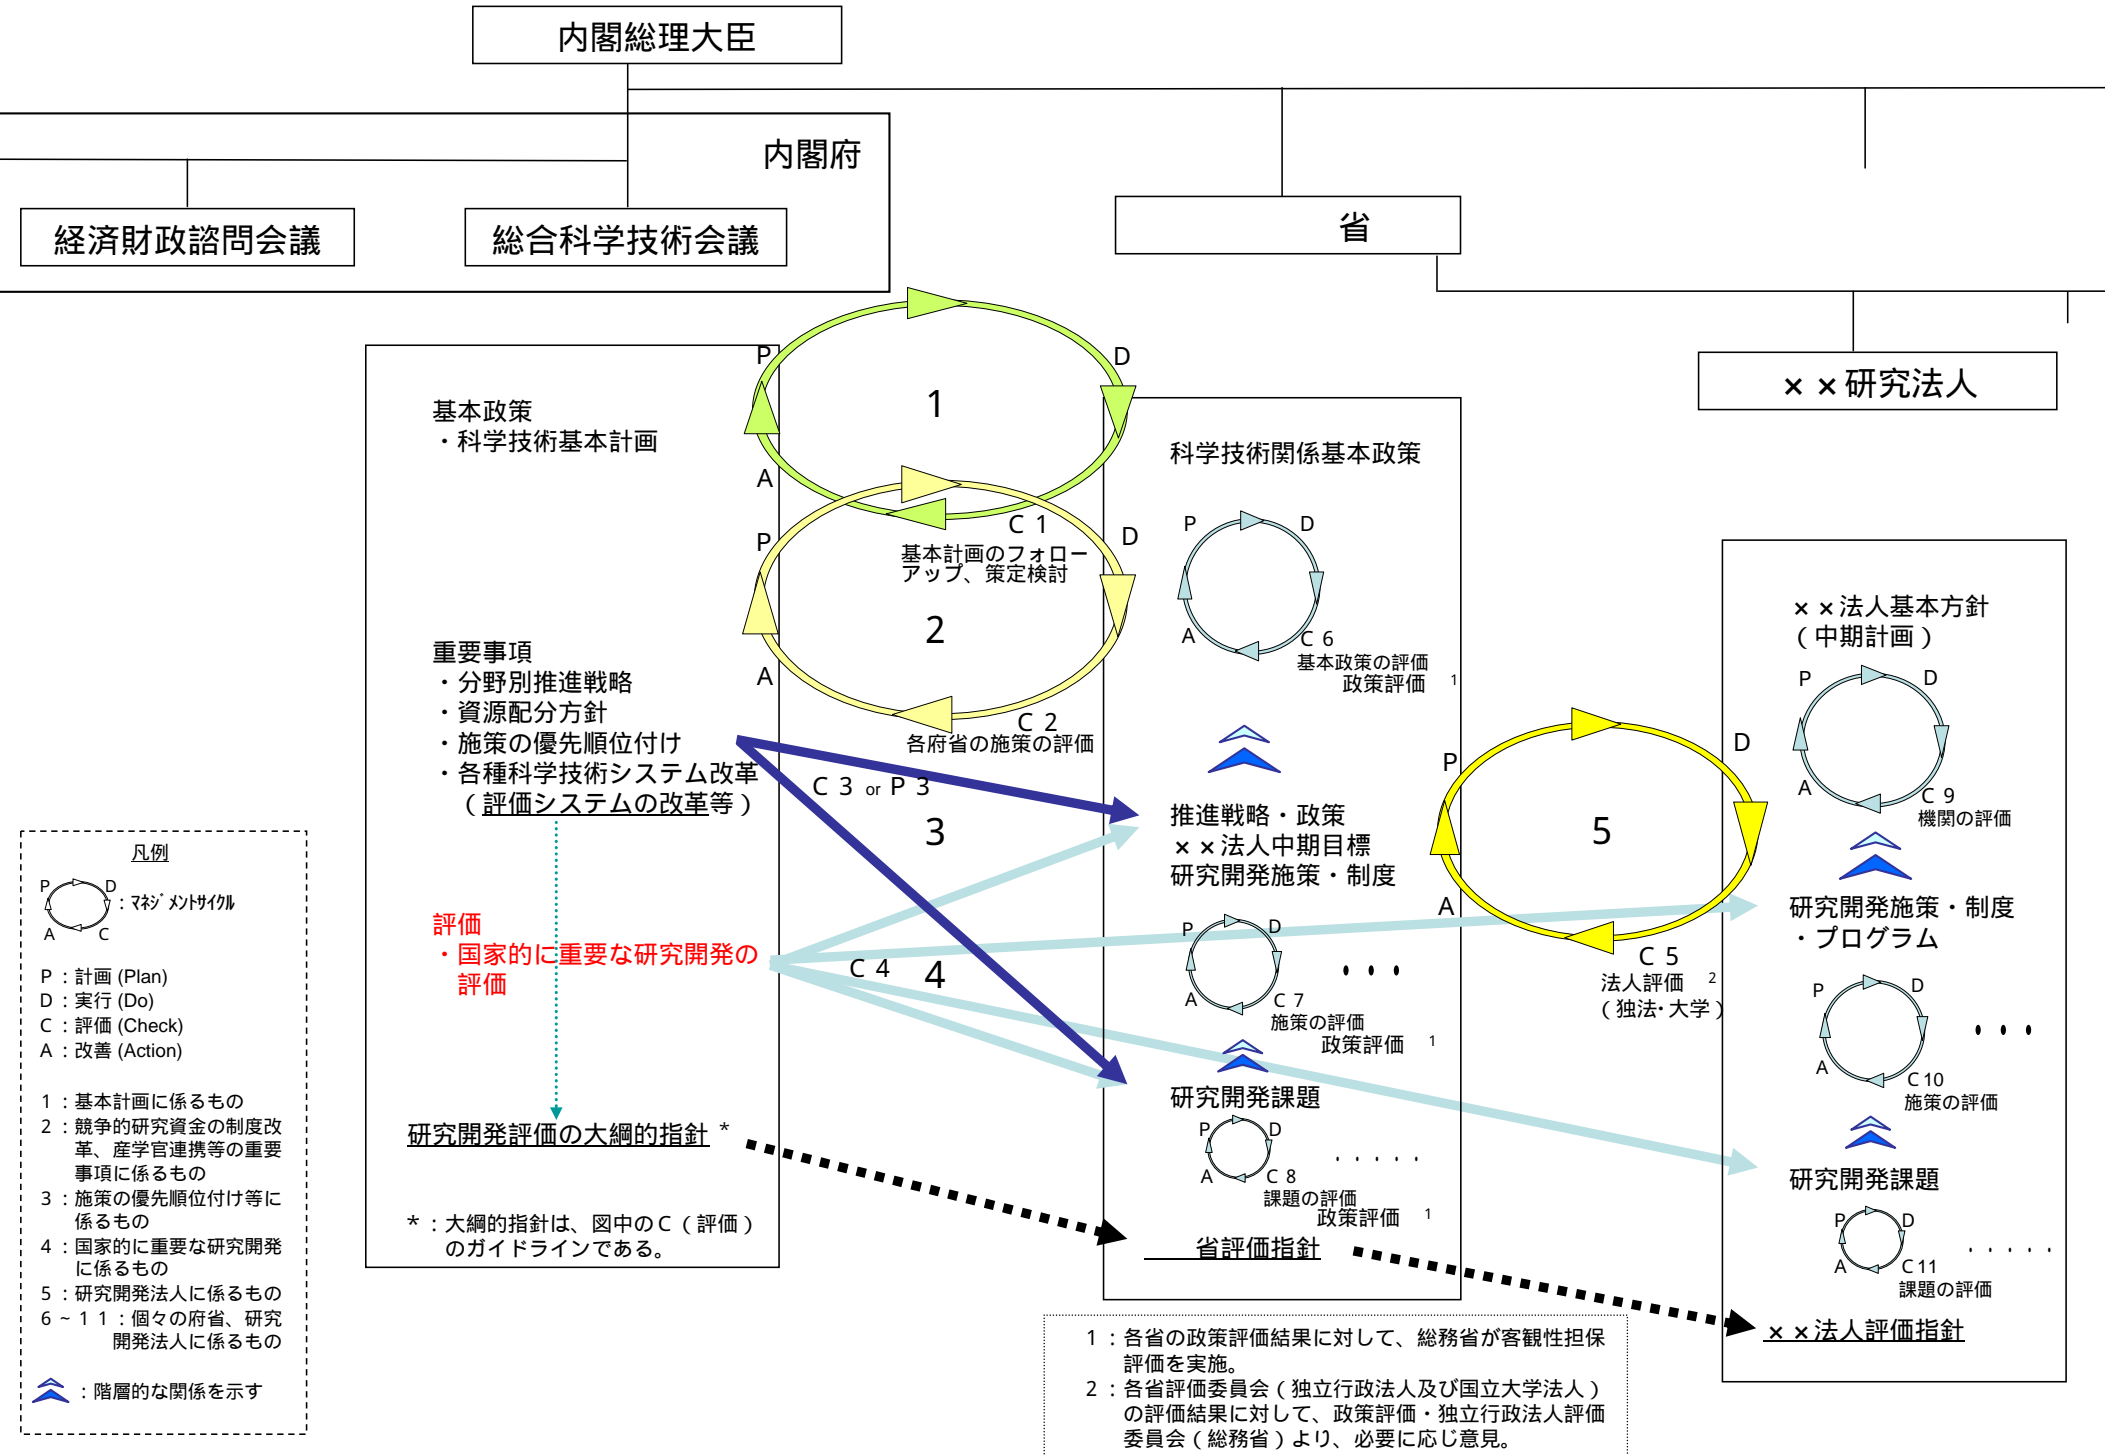 内閣総理大臣
内閣府
経済財政諮問会議
総合科学技術会議
省
××研究法人
基本政策
・科学技術基本計画
重要事項
・分野別推進戦略
・資源配分方針
・施策の優先順位付け
・各種科学技術システム改革
（評価システムの改革等）
評価
・国家的に重要な研究開発の
評価
研究開発評価の大綱的指針 *
*：大綱的指針は、図中のC（評価）
のガイドラインである。
P
D
1
A
C 1
基本計画のフォロー
アップ、策定検討
P
D
2
A
C 2
各府省の施策の評価
C 3 or P 3
3
C 4
4
科学技術関係基本政策
P
D
A
C 6
基本政策の評価
政策評価 1
推進戦略・政策
××法人中期目標
研究開発施策・制度
P
D
A
C 7
施策の評価
政策評価 1
・・・
研究開発課題
P
D
A
C 8
課題の評価
政策評価 1
・・・・・
省評価指針
P
D
5
A
C 5
法人評価 2
（独法・大学）
××法人基本方針
（中期計画）
P
D
A
C 9
機関の評価
研究開発施策・制度
・プログラム
P
D
A
C 10
施策の評価
・・・
研究開発課題
P
D
A
C 11
課題の評価
・・・・・
××法人評価指針
凡例
P
D
A
C
：ﾏﾈｼﾞﾒﾝﾄｻｲｸﾙ
P：計画 (Plan)
D：実行 (Do)
C：評価 (Check)
A：改善 (Action)
1：基本計画に係るもの
2：競争的研究資金の制度改
革、産学官連携等の重要
事項に係るもの
3：施策の優先順位付け等に
係るもの
4：国家的に重要な研究開発
に係るもの
5：研究開発法人に係るもの
6~11：個々の府省、研究
開発法人に係るもの
：階層的な関係を示す
1：各省の政策評価結果に対して、総務省が客観性担保
評価を実施。
2：各省評価委員会（独立行政法人及び国立大学法人）
の評価結果に対して、政策評価・独立行政法人評価
委員会（総務省）より、必要に応じ意見。